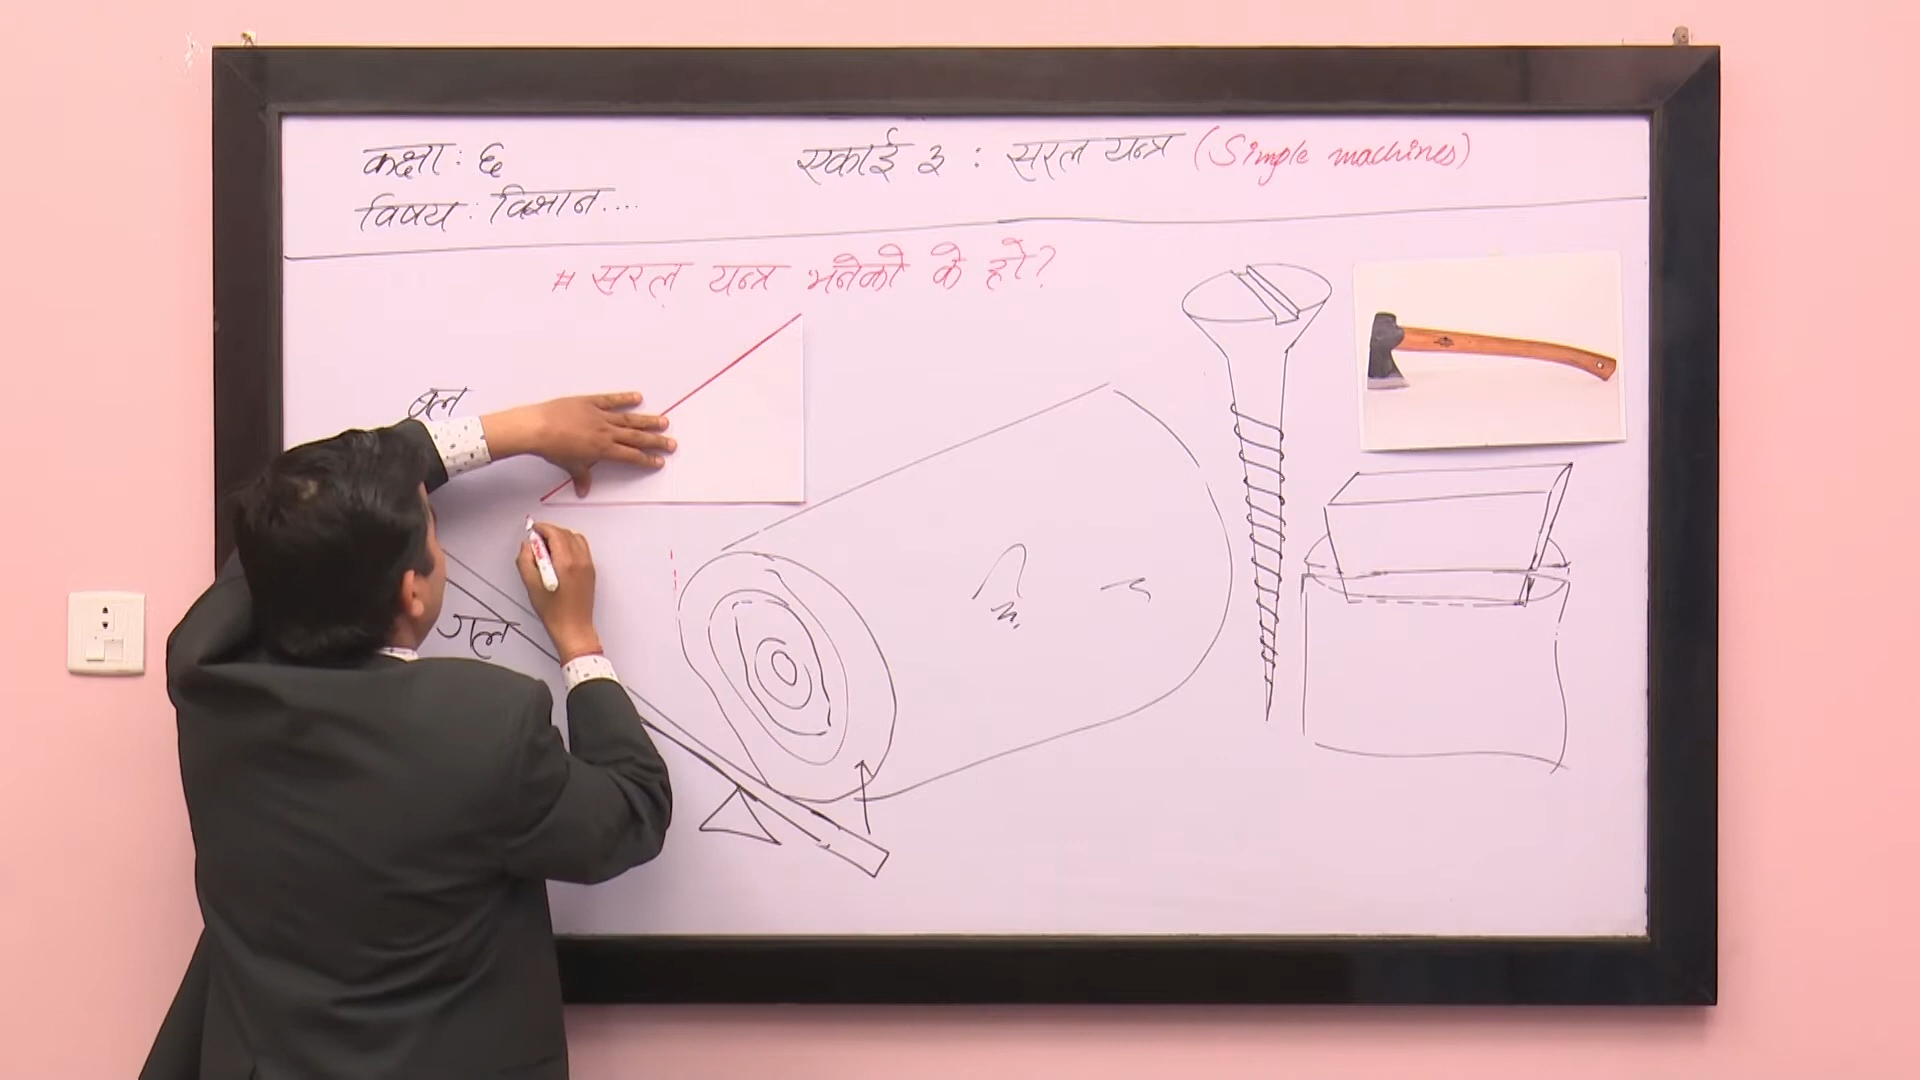 कक्षा : ६
एकाई ३ : सरल यन्त्र (Simple machines)
विषय : विज्ञान....
# सरल यन्त्र भनेको के हो?
बल